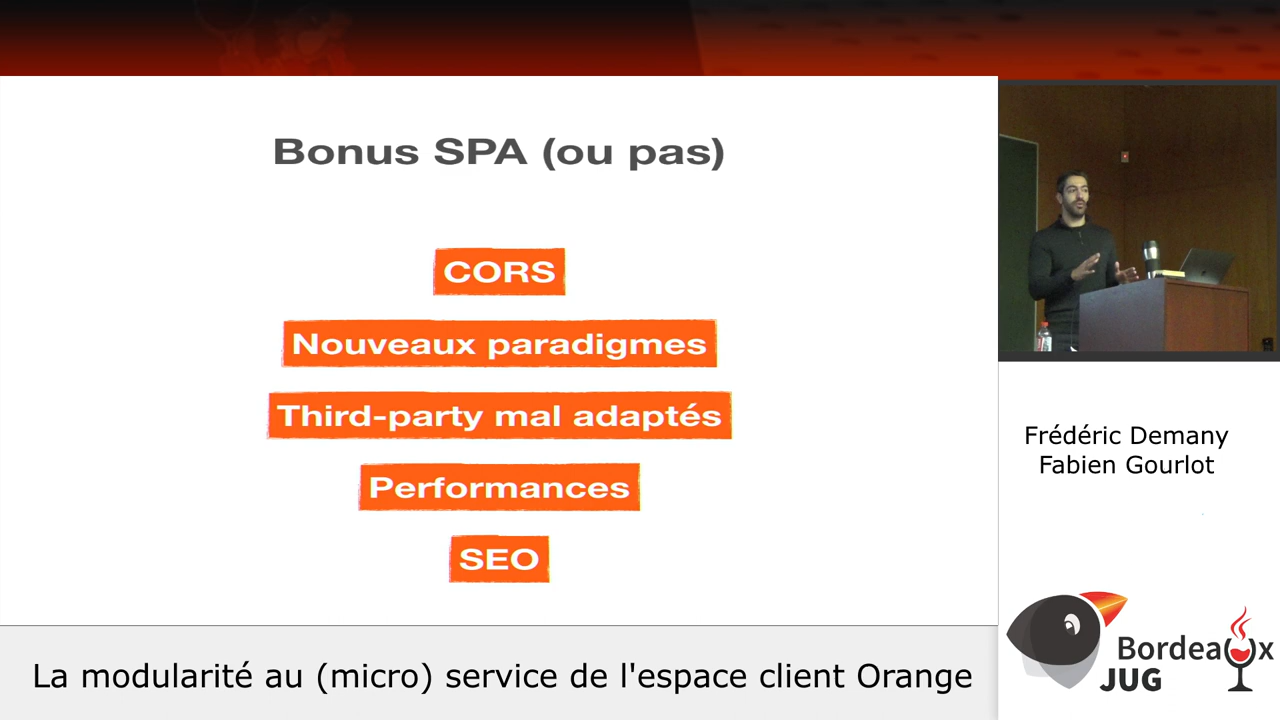 Bonus SPA (ou pas)
CORS
Nouveaux paradigmes
Third-party mal adaptés
Performances
SEO
Frédéric Demany
Fabien Gourlot
Bordeaux
JUG
La modularité au (micro) service de l'espace client Orange